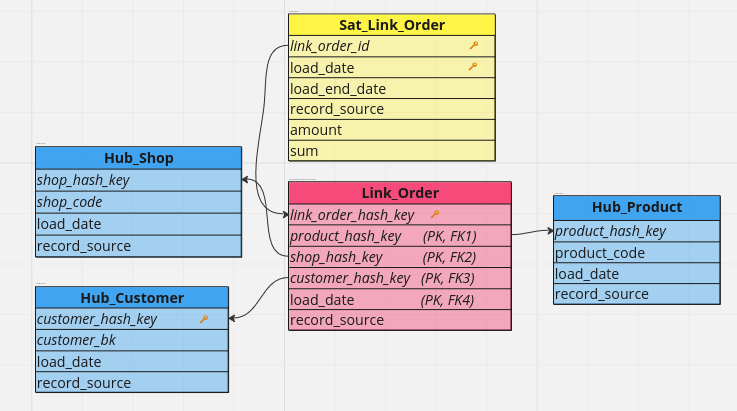 Sat_Link_Order
link_order_id
load_date
load_end_date
record_source
amount
sum
Hub_Shop
shop_hash_key
shop_code
load_date
record_source
Link_Order
link_order_hash_key
product_hash_key (PK, FK1)
shop_hash_key (PK, FK2)
customer_hash_key (PK, FK3)
load_date (PK, FK4)
record_source
Hub_Product
product_hash_key
product_code
load_date
record_source
Hub_Customer
customer_hash_key
customer_bk
load_date
record_source